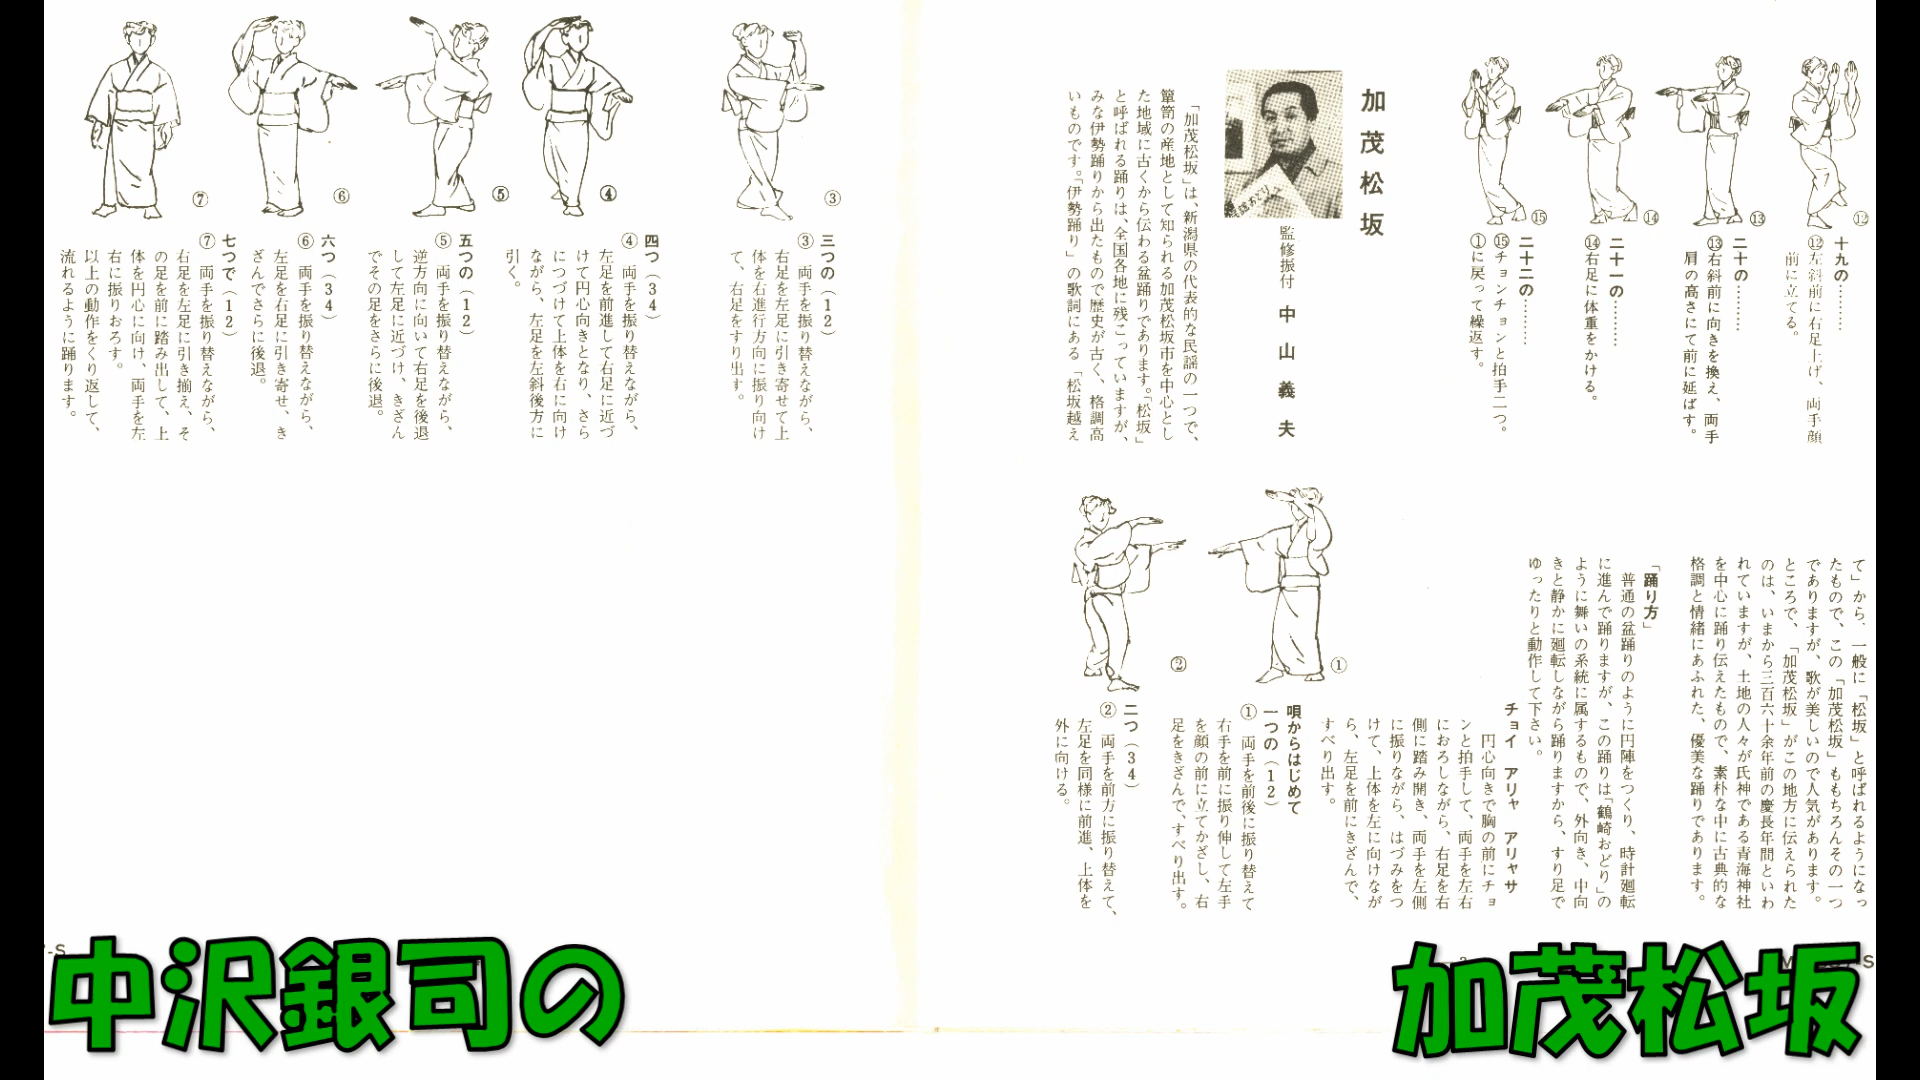 十九の………
⑫左斜前に右足上げ、両手顔
前に立てる。
⑫
二十の………
⑬右斜前に向きを換え、両手
肩の高さにて前に延ばす。
⑬
二十一の………
⑭右足に体重をかける。
⑭
二十二の………
⑮チョンチョンと拍手二つ。
①に戻って繰返す。
⑮
加茂松坂
監修振付 中山義夫
「加茂松坂」は、新潟県の代表的な民謡の一つで、
簞笥の産地として知られる加茂松坂市を中心とし
た地域に古くから伝わる盆踊りであります。「松坂」
と呼ばれる踊りは、全国各地に残こっていますが、
みな伊勢踊りから出たもので歴史が古く、格調高
いものです。「伊勢踊り」の歌詞にある「松坂越え
て」から、一般に「松坂」と呼ばれるようになっ
たもので、この「加茂松坂」ももちろんその一つ
でありますが、歌が美しいので人気があります。
ところで、「加茂松坂」がこの地方に伝えられた
のは、いまから三百六十余年前の慶長年間といわ
れていますが、土地の人々が氏神である青海神社
を中心に踊り伝えたもので、素朴な中に古典的な
格調と情緒にあふれた、優美な踊りであります。
「踊り方」
普通の盆踊りのように円陣をつくり、時計廻転
に進んで踊りますが、この踊りは「鶴崎おどり」の
ように舞いの系統に属するもので、外向き、中向
きと静かに廻転しながら踊りますから、すり足で
ゆったりと動作して下さい。
チョイ アリャ アリャサ
円心向きで胸の前にチョ
ンと拍手して、両手を左右
におろしながら、右足を右
側に踏み開き、両手を左側
に振りながら、はづみをつ
けて、上体を左に向けなが
ら、左足を前にきざんで、
すべり出す。
唄からはじめて
一つの（12）
① 両手を前後に振り替えて
右手を前に振り伸して左手
を顔の前に立てかざし、右
足をきざんで、すべり出す。
①
二つ（34）
② 両手を前方に振り替えて、
左足を同様に前進、上体を
外に向ける。
②
三つの（12）
③ 両手を振り替えながら、
右足を左足に引き寄せて上
体を右進行方向に振り向け
て、右足をすり出す。
③
四つ（34）
④ 両手を振り替えながら、
左足を前進して右足に近づ
けて円心向きとなり、さら
につづけて上体を右に向け
ながら、左足を左斜後方に
引く。
④
五つの（12）
⑤ 両手を振り替えながら、
逆方向に向いて右足を後退
して左足に近づけ、きざん
でその足をさらに後退。
⑤
六つ（34）
⑥ 両手を振り替えながら、
左足を右足に引き寄せ、き
ざんでさらに後退。
⑥
七つで（12）
⑦ 両手を振り替えながら、
右足を左足に引き揃え、そ
の足を前に踏み出して、上
体を円心に向け、両手を左
右に振りおろす。
以上の動作をくり返して、
流れるように踊ります。
⑦
中沢銀司の
加茂松坂